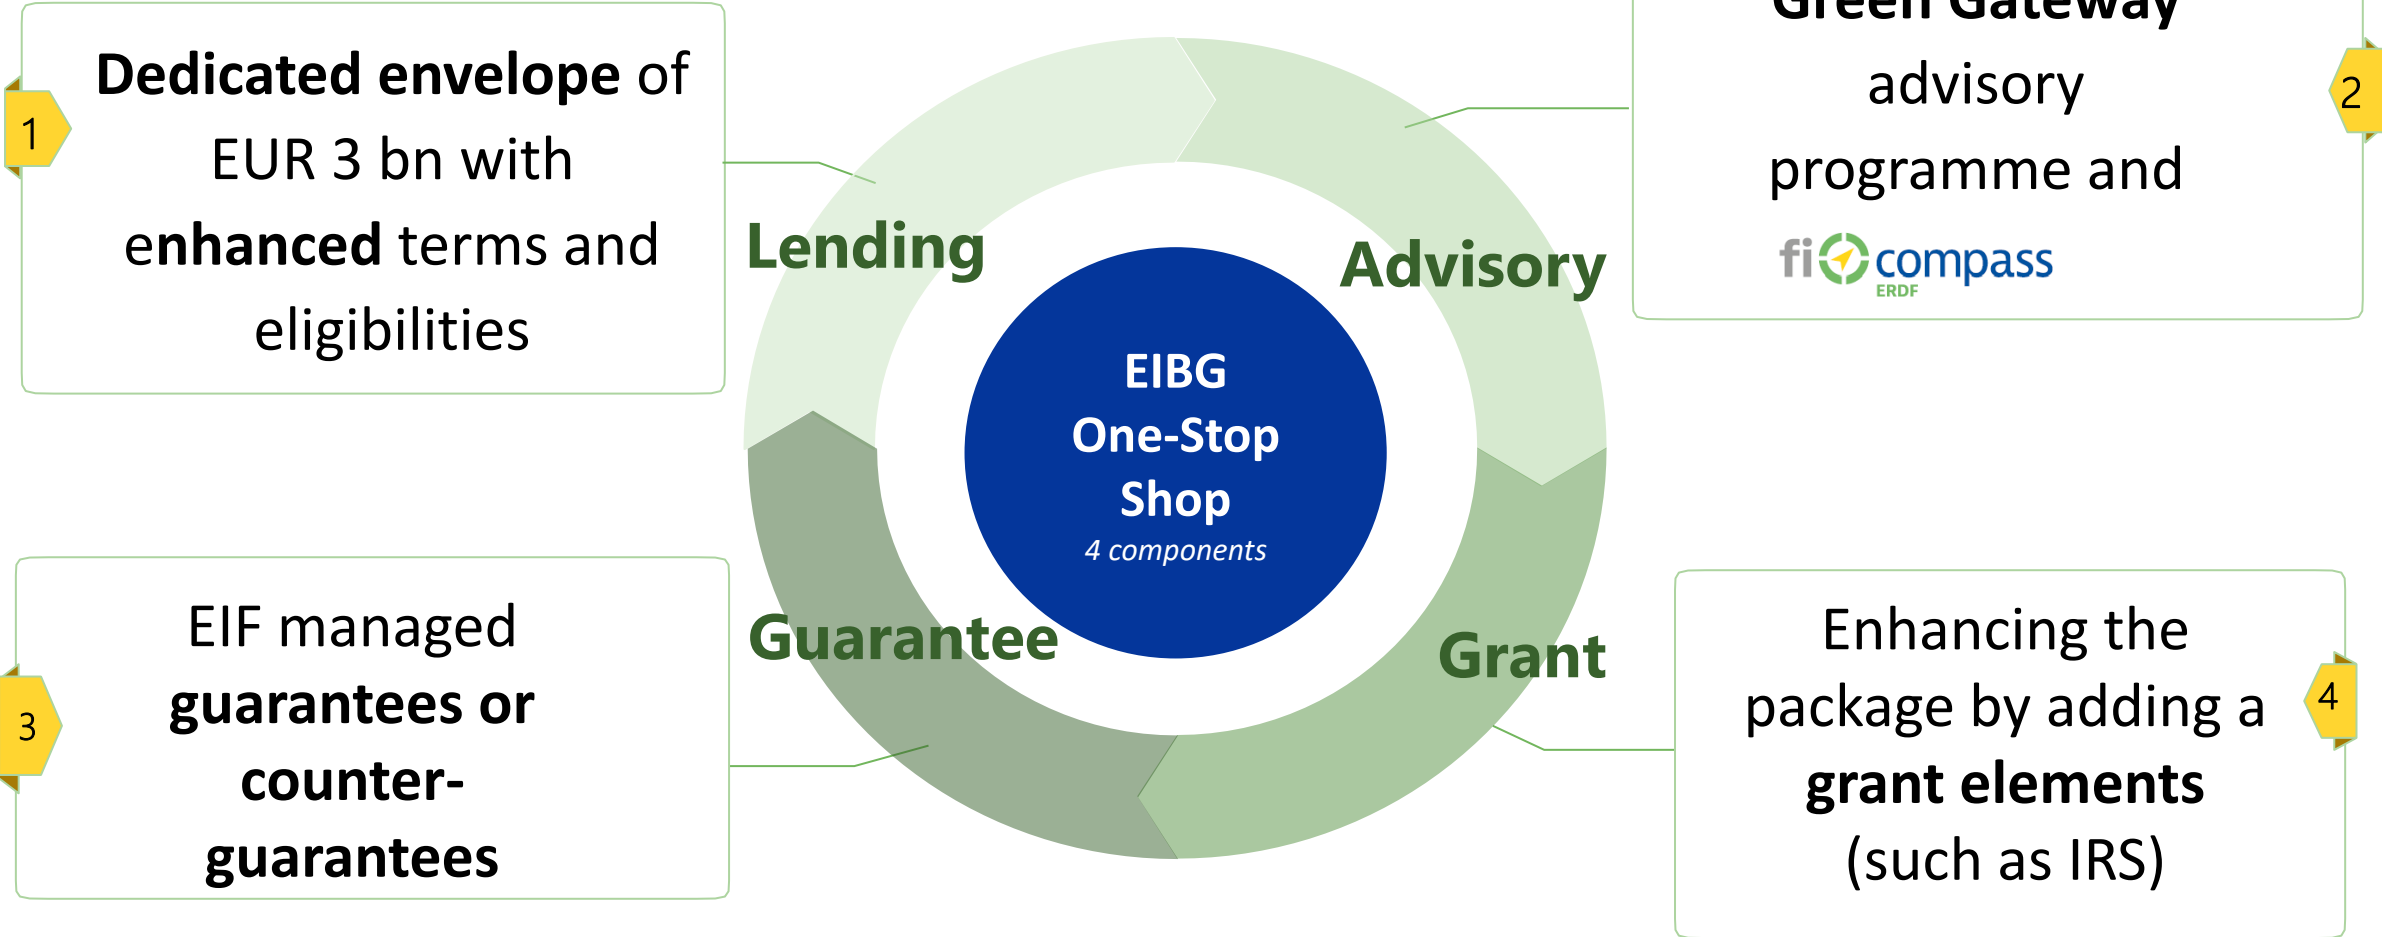 1
Dedicated envelope of
EUR 3 bn with
enhanced terms and
eligibilities
Lending
Green Gateway
advisory
programme and
fi compass
ERDF
2
Advisory
EIBG
One-Stop
Shop
4 components
3
EIF managed
guarantees or
counter-
guarantees
Guarantee
Grant
Enhancing the
package by adding a
grant elements
(such as IRS)
4